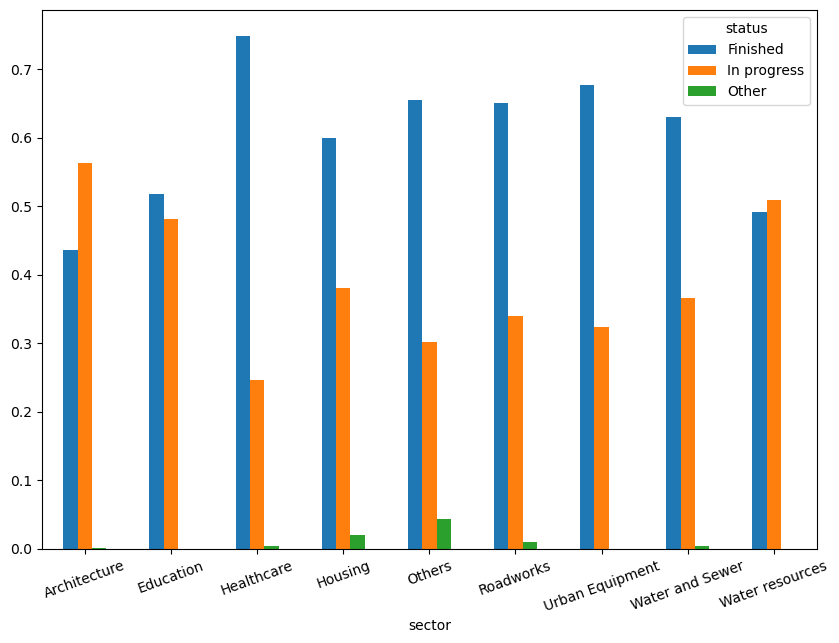 status
Finished
In progress
Other
0.7
0.6
0.5
0.4
0.3
0.2
0.1
0.0
Architecture
Education
Healthcare
Housing
Others
Roadworks
Urban Equipment
Water and Sewer
Water resources
sector